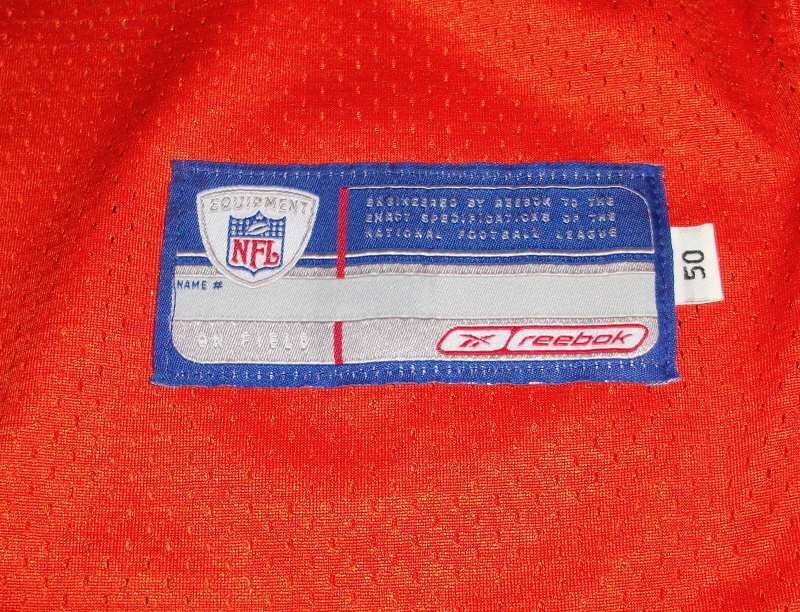 EQUIPMENT
NFL
ENGINEERED BY REEBOK TO THE
EXACT SPECIFICATIONS OF THE
NATIONAL FOOTBALL LEAGUE
NAME #
ON FIELD
reebok
50